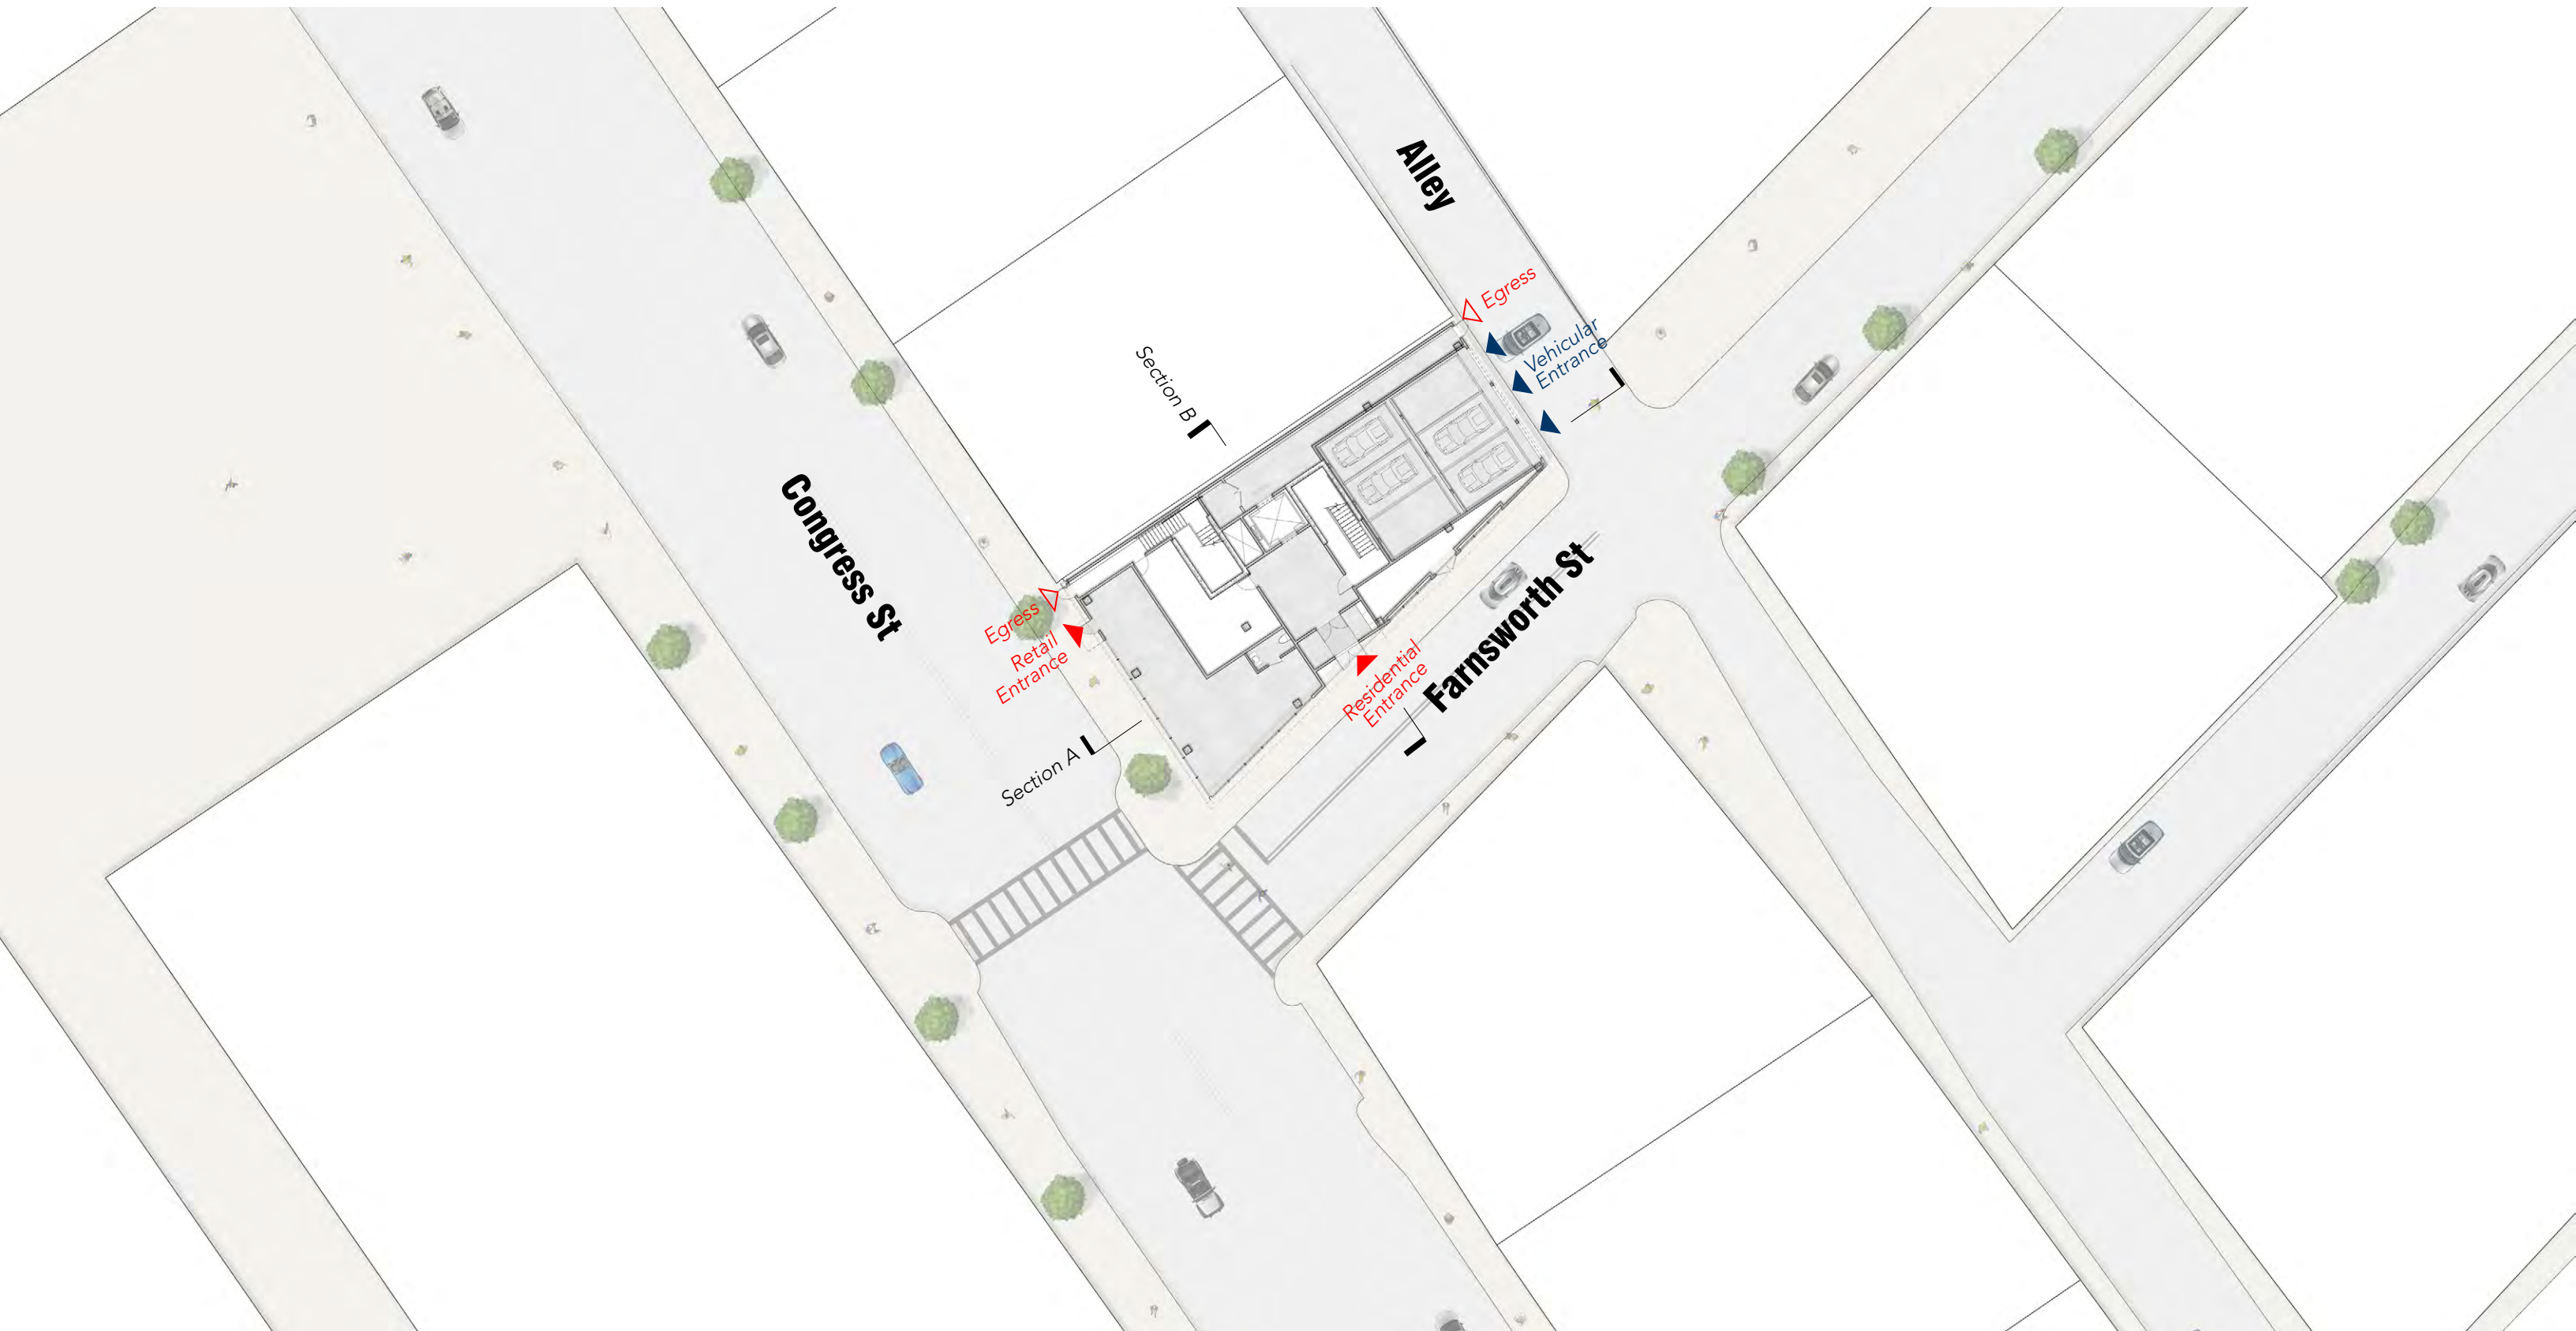 Alley
Egress
Vehicular
Entrance
Section B
Congress St
Egress
Retail
Entrance
Residential
Entrance
Farnsworth St
Section A